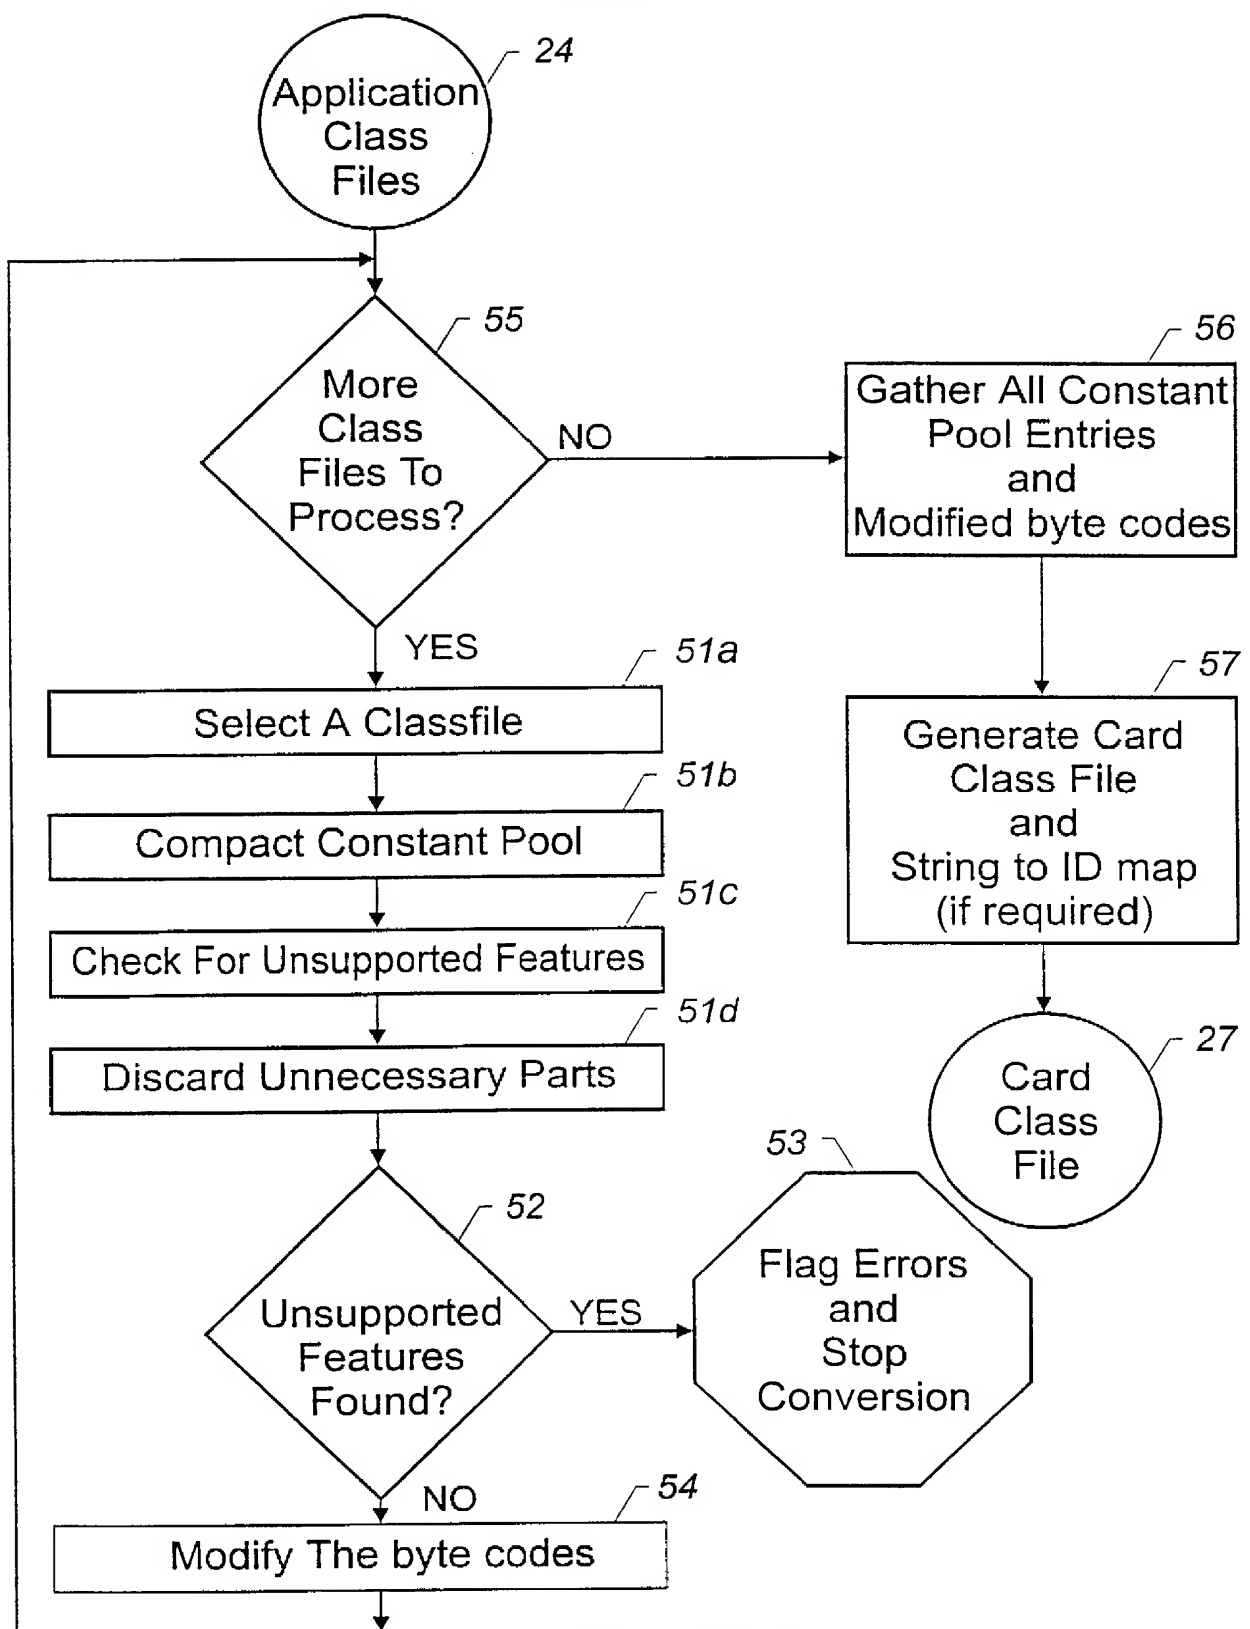 24
Application
Class
Files
55
More
Class
Files To
Process?
NO
56
Gather All Constant
Pool Entries
and
Modified byte codes
YES
51a
Select A Classfile
57
Generate Card
Class File
and
String to ID map
(if required)
51b
Compact Constant Pool
51c
Check For Unsupported Features
51d
Discard Unnecessary Parts
27
Card
Class
File
52
Unsupported
Features
Found?
YES
53
Flag Errors
and
Stop
Conversion
NO
54
Modify The byte codes